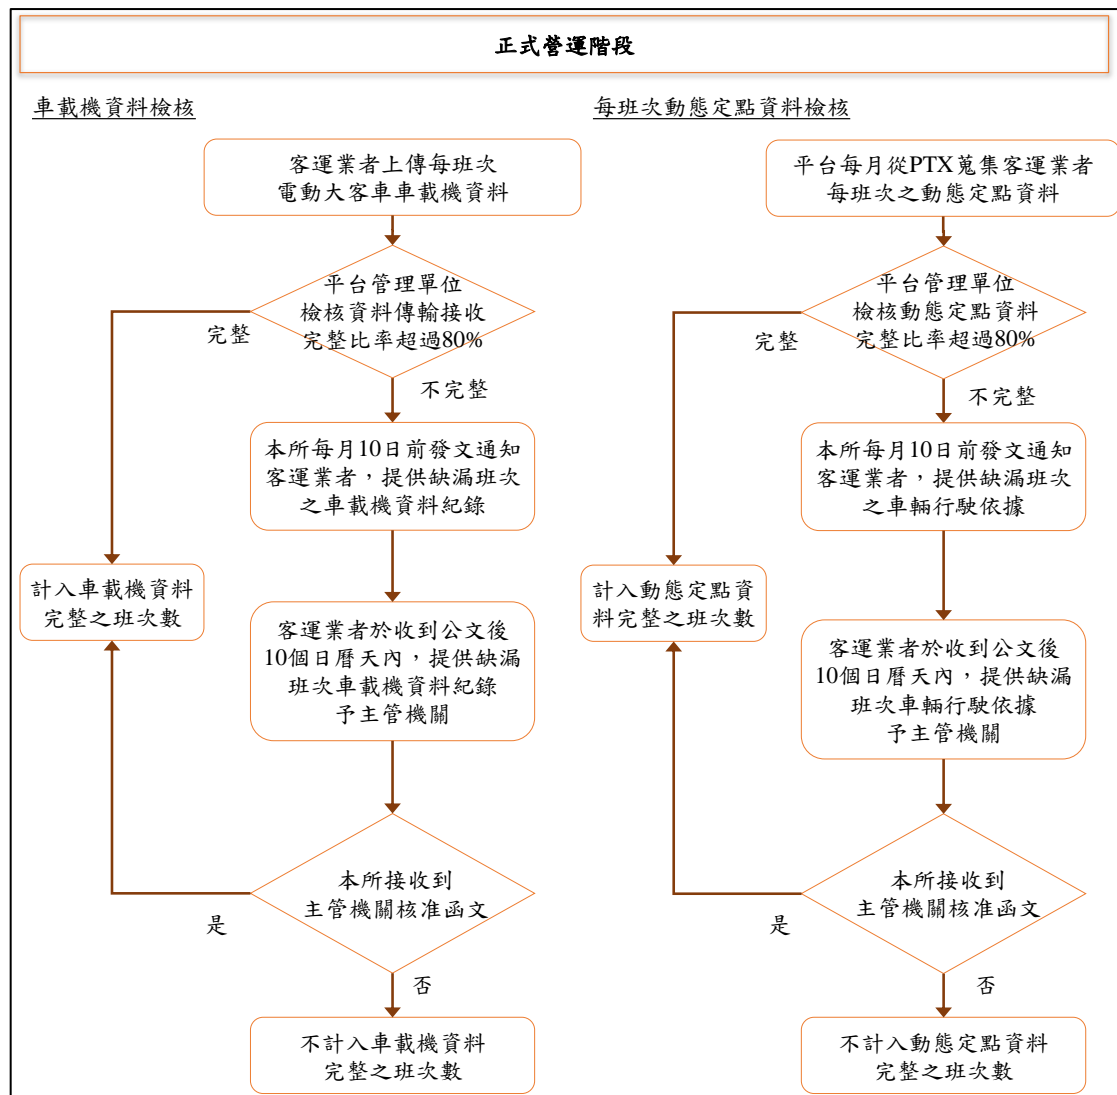 正式營運階段
車載機資料檢核
客運業者上傳每班次
電動大客車車載機資料
平台管理單位
檢核資料傳輸接收
完整比率超過80%
完整
不完整
本所每月10日前發文通知
客運業者，提供缺漏班次
之車載機資料紀錄
計入車載機資料
完整之班次數
客運業者於收到公文後
10個日曆天內，提供缺漏
班次車載機資料紀錄
予主管機關
本所接收到
主管機關核准函文
是
否
不計入車載機資料
完整之班次數
每班次動態定點資料檢核
平台每月從PTX蒐集客運業者
每班次之動態定點資料
平台管理單位
檢核動態定點資料
完整比率超過80%
完整
不完整
本所每月10日前發文通知
客運業者，提供缺漏班次
之車輛行駛依據
計入動態定點資
料完整之班次數
客運業者於收到公文後
10個日曆天內，提供缺漏
班次車輛行駛依據
予主管機關
本所接收到
主管機關核准函文
是
否
不計入動態定點資料
完整之班次數